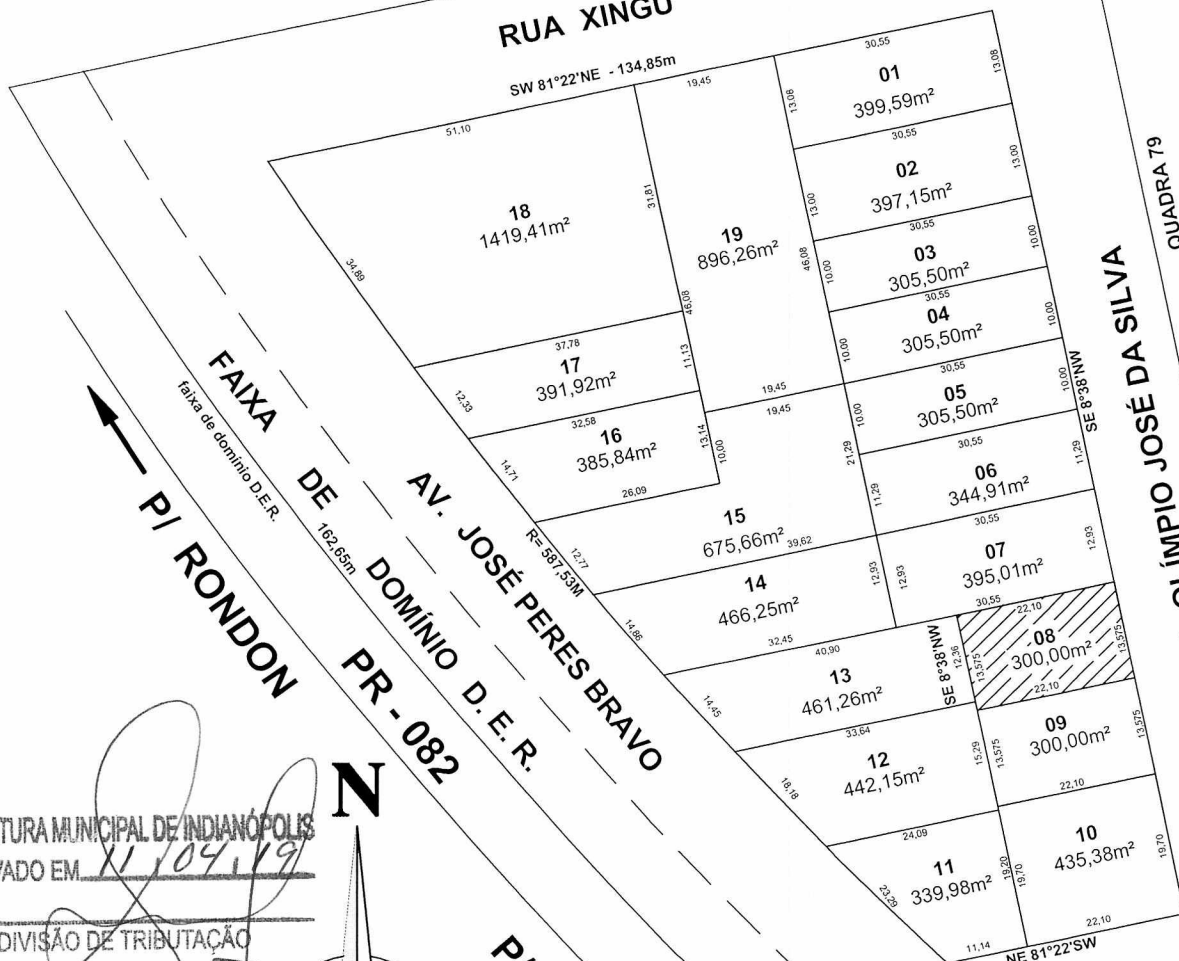 RUA XINGU
SW 81°22'NE - 134,85m
51,10
19,45
30,55
13,08
13,08
01
399,59m²
30,55
13,00
13,00
02
397,15m²
30,55
10,00
10,00
03
305,50m²
30,55
10,00
10,00
04
305,50m²
30,55
10,00
10,00
05
305,50m²
30,55
11,29
11,29
06
344,91m²
30,55
12,93
12,93
07
395,01m²
30,55
22,10
08
300,00m²
13,575
13,575
22,10
09
300,00m²
13,575
13,575
22,10
10
435,38m²
19,70
19,70
22,10
NE 81°22'SW
18
1419,41m²
34,89
31,81
19
896,26m²
46,08
46,08
19,45
37,78
17
391,92m²
12,33
11,13
32,58
16
385,84m²
14,71
13,14
10,00
26,09
19,45
21,29
15
675,66m²
12,77
39,62
14
466,25m²
14,66
12,93
32,45
40,90
13
461,26m²
14,45
12,36
SE 8°38'NW
33,64
12
442,15m²
18,18
15,29
24,09
11
339,98m²
23,29
19,20
11,14
SE 8°38'NW
OLÍMPIO JOSÉ DA SILVA
QUADRA 79
AV. JOSÉ PERES BRAVO
R= 587,53M
FAIXA DE DOMÍNIO D. E. R.
faixa de domínio D.E.R.
162,65m
P/ RONDON
PR - 082
N
TURA MUNICIPAL DE INDIANÓPOLIS
VADO EM 11/04/19
DIVISÃO DE TRIBUTAÇÃO